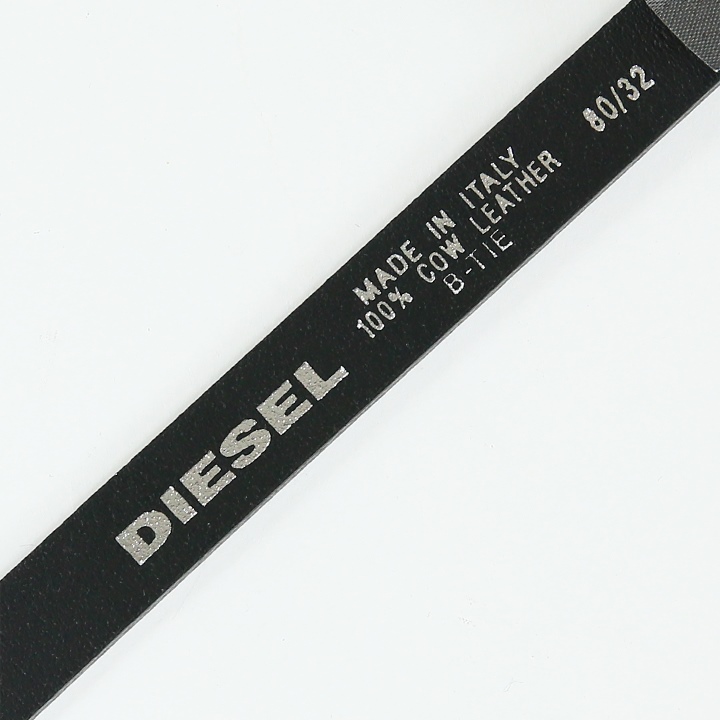 DIESEL
MADE IN ITALY
100% COW LEATHER
B-TIE
80/32